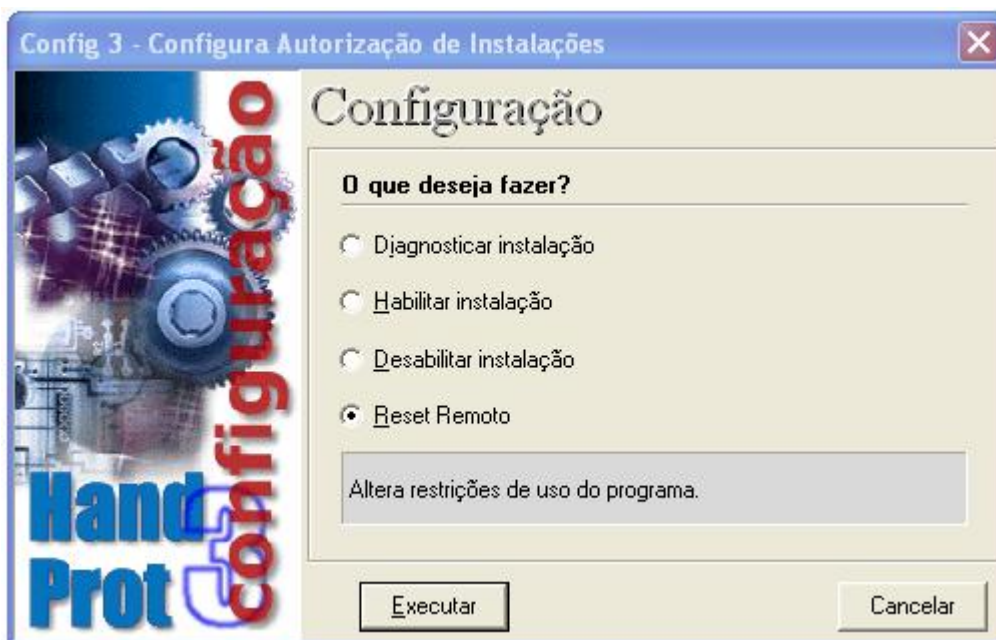 Config 3 - Configura Autorização de Instalações
Configuração
O que deseja fazer?
Diagnosticar instalação
Habilitar instalação
Desabilitar instalação
Reset Remoto
Altera restrições de uso do programa.
Executar
Cancelar
configuração
Hand
Prot
3